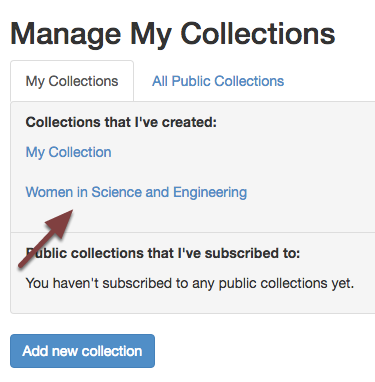 Manage My Collections
My Collections
All Public Collections
Collections that I've created:
My Collection
Women in Science and Engineering
Public collections that I've subscribed to:
You haven't subscribed to any public collections yet.
Add new collection